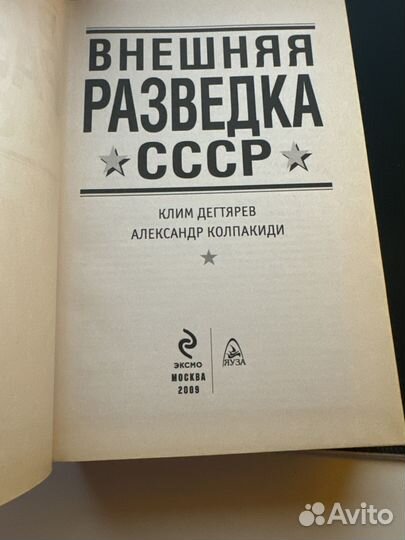 ВНЕШНЯЯ
РАЗВЕДКА
СССР
КЛИМ ДЕГТЯРЕВ
АЛЕКСАНДР КОЛПАКИДИ
ЭКСМО
ЯУЗА
МОСКВА
2009
Avito